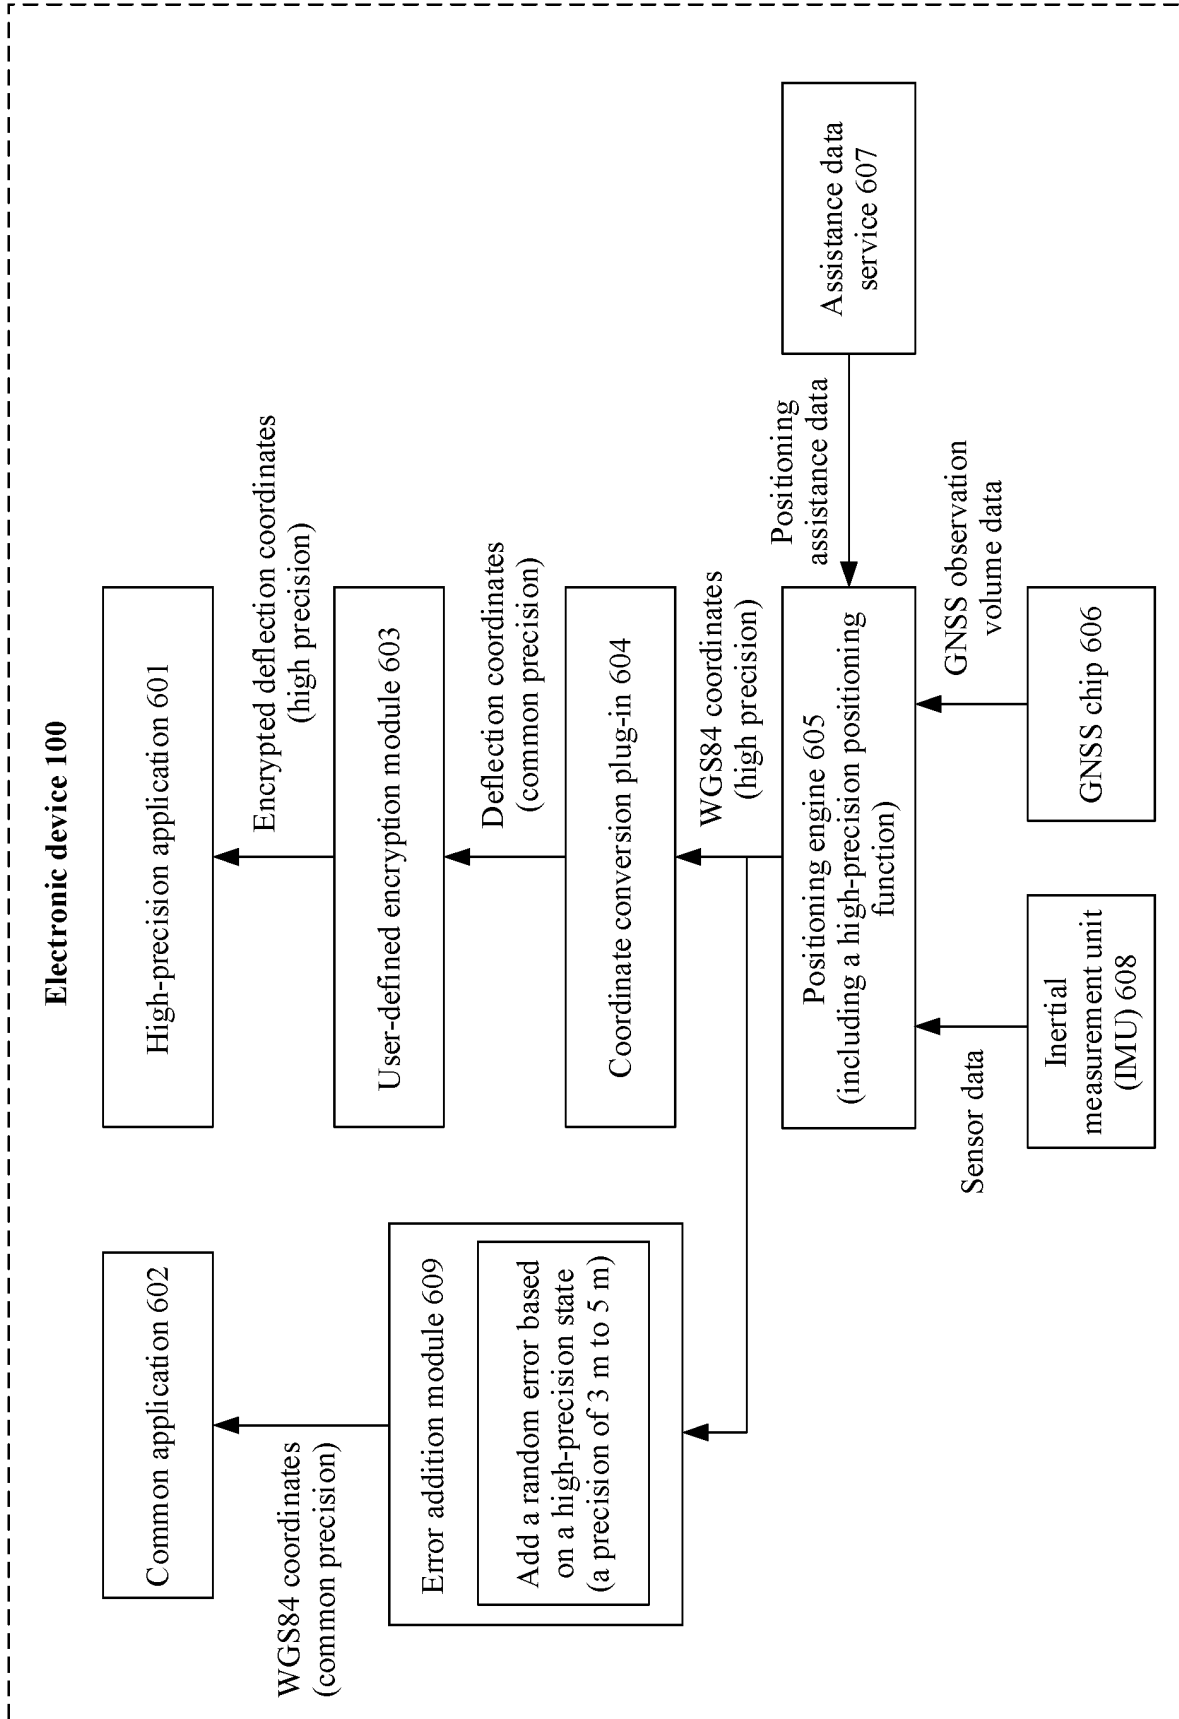 Electronic device 100
Common application 602
High-precision application 601
WGS84 coordinates
(common precision)
Encrypted deflection coordinates
(high precision)
Error addition module 609
Add a random error based
on a high-precision state
(a precision of 3 m to 5 m)
User-defined encryption module 603
Deflection coordinates
(common precision)
Coordinate conversion plug-in 604
WGS84 coordinates
(high precision)
Positioning engine 605
(including a high-precision positioning
function)
Positioning
assistance data
Assistance data
service 607
Sensor data
GNSS observation
volume data
Inertial
measurement unit
(IMU) 608
GNSS chip 606